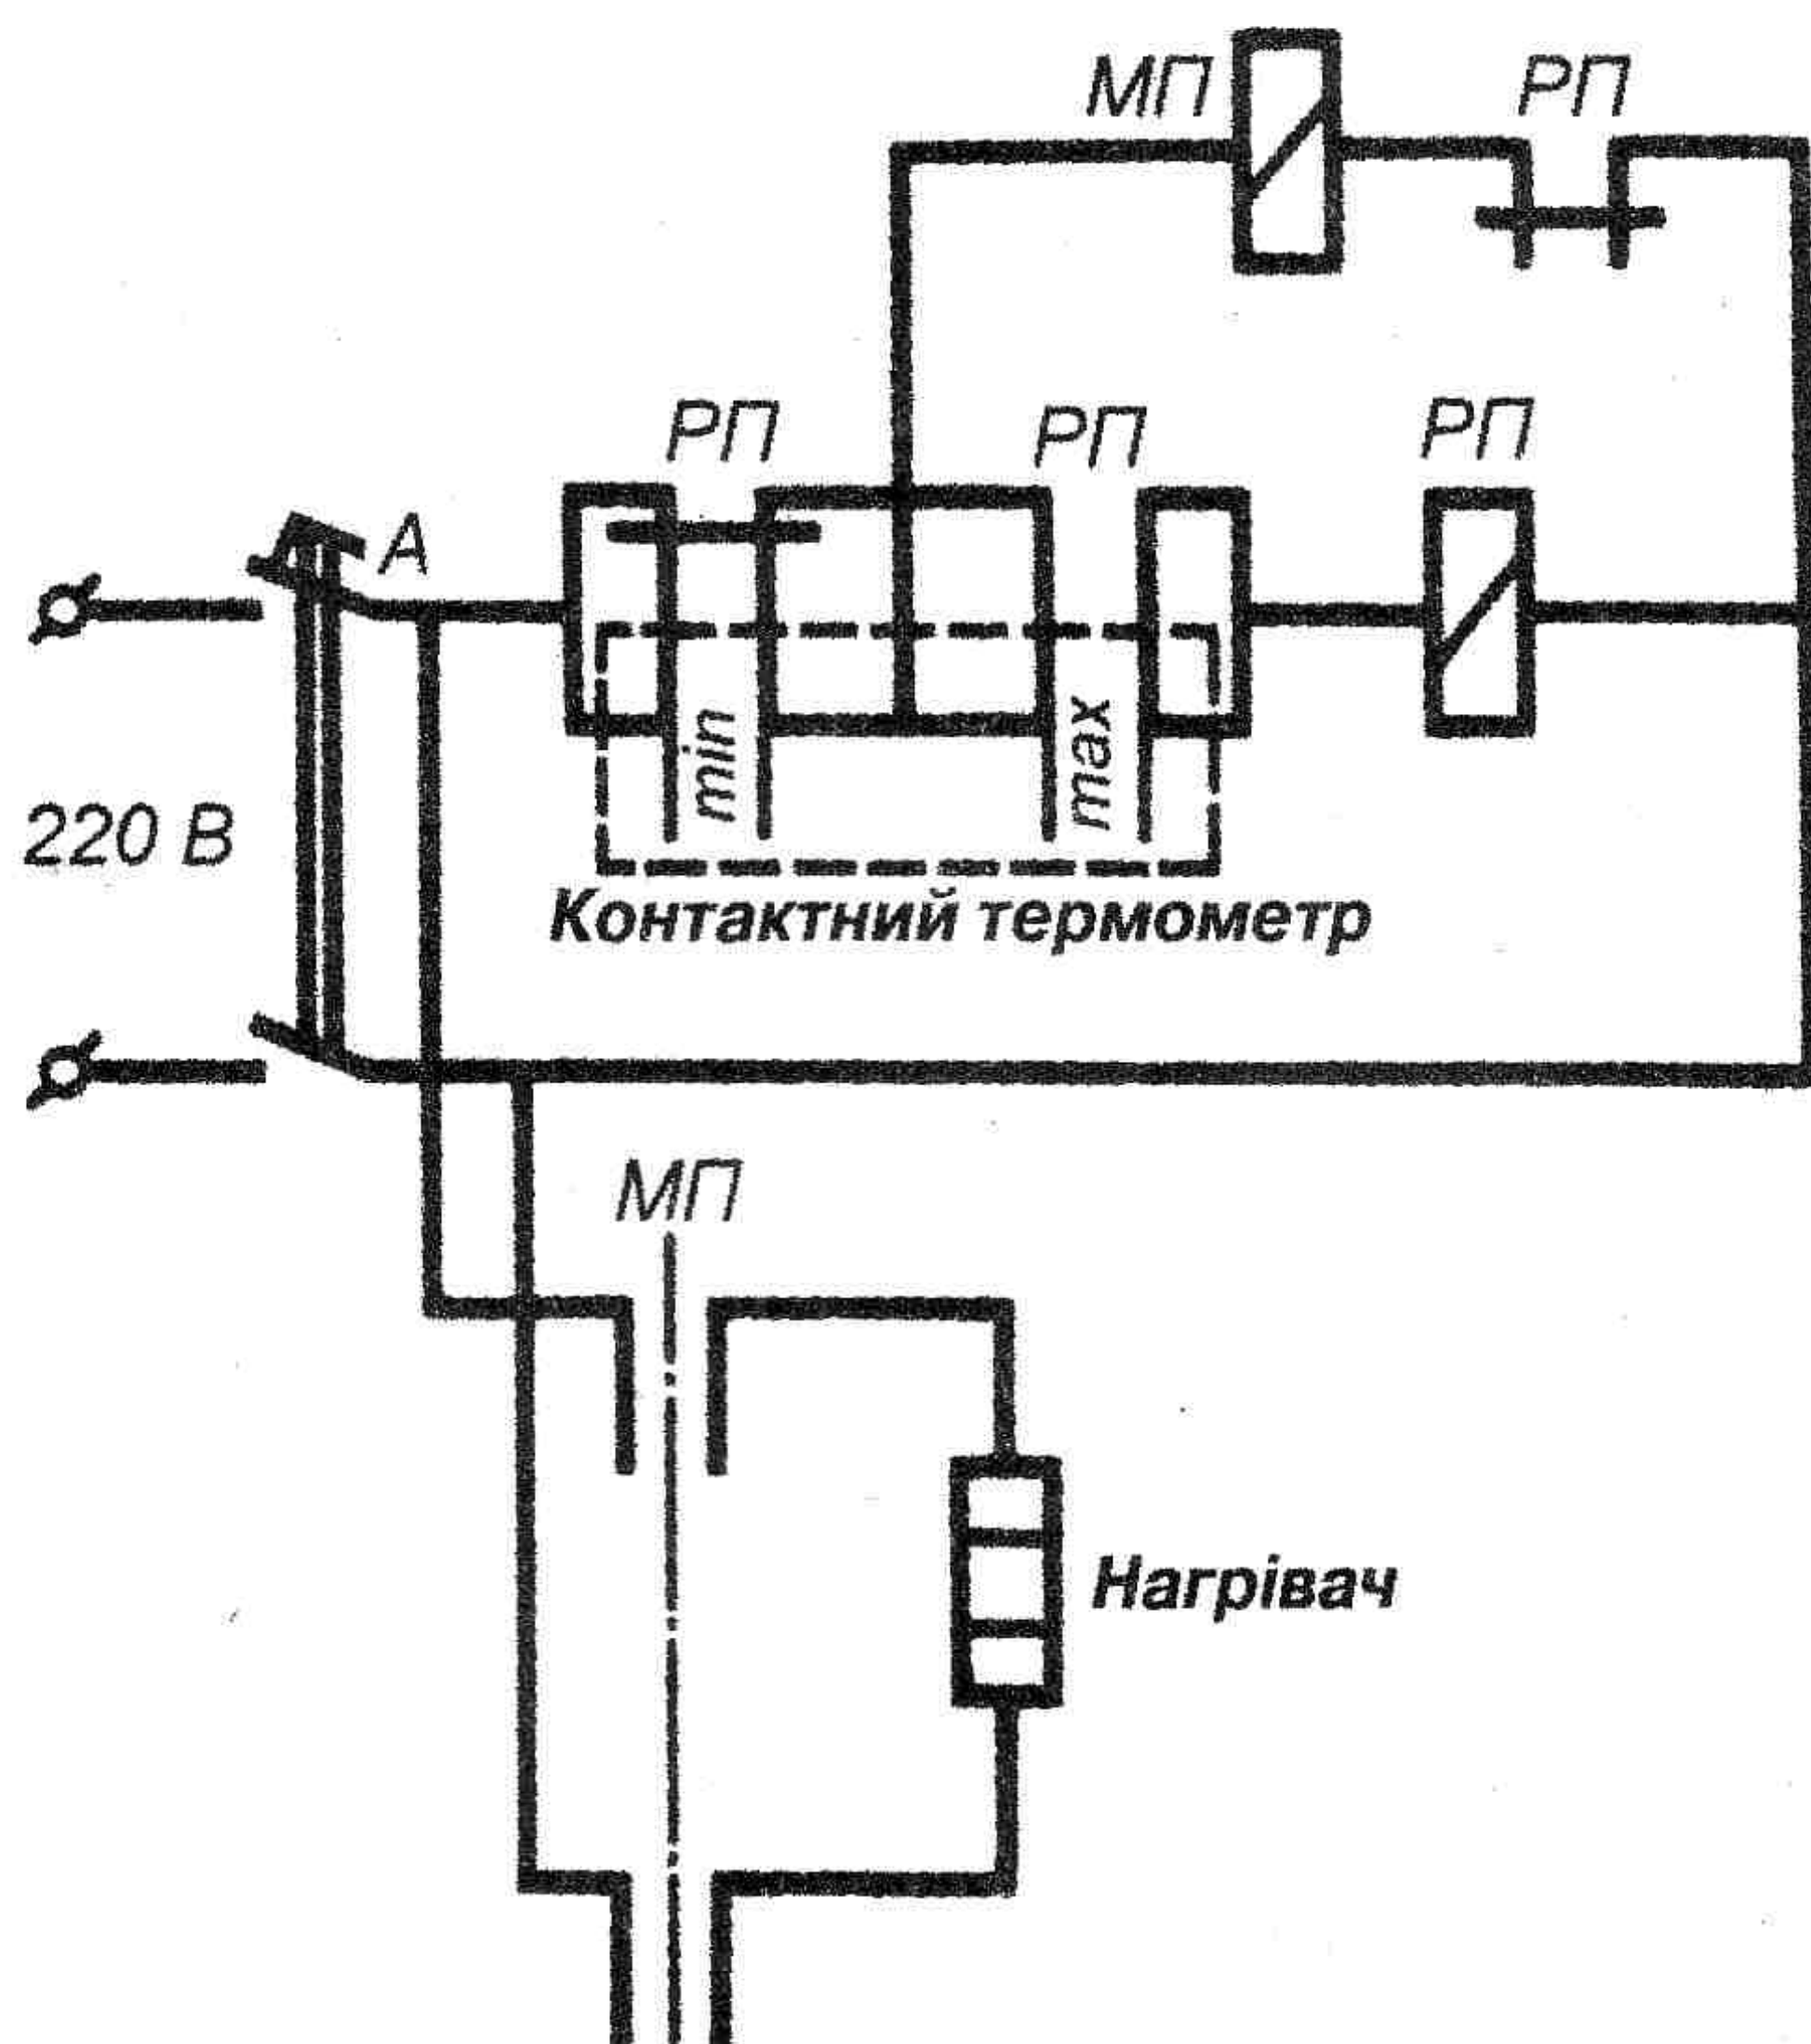 МП
РП
РП
РП
РП
А
min
max
220 В
Контактний термометр
МП
Нагрівач